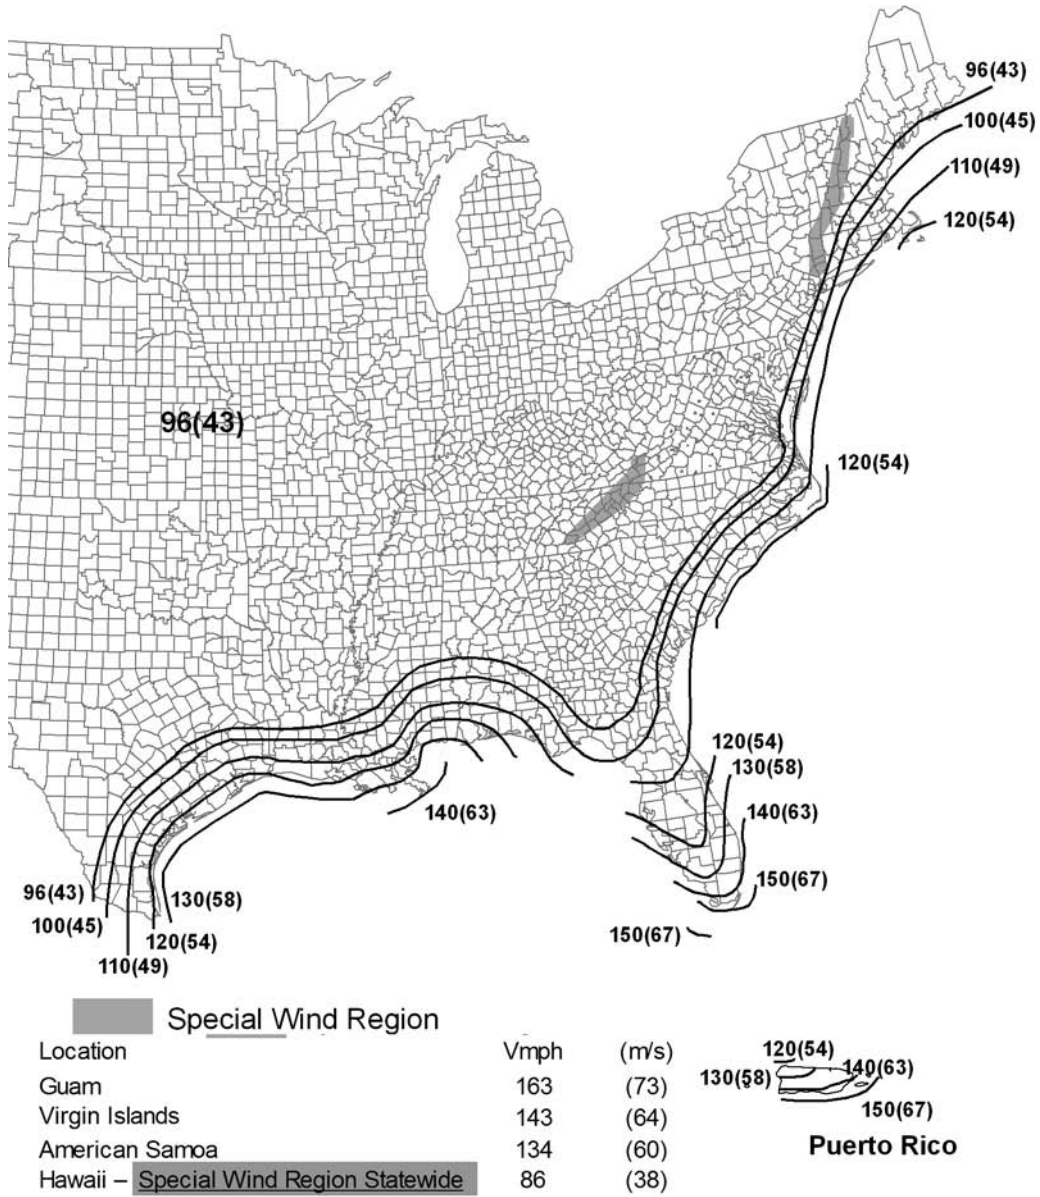 96(43)
100(45)
110(49)
120(54)
96(43)
120(54)
120(54)
130(58)
140(63)
140(63)
150(67)
96(43)
130(58)
100(45)
120(54)
150(67)
110(49)
Special Wind Region
Location Vmph (m/s)
Guam 163 (73)
Virgin Islands 143 (64)
American Samoa 134 (60)
Hawaii – Special Wind Region Statewide 86 (38)
120(54)
130(58) 140(63)
150(67)
Puerto Rico